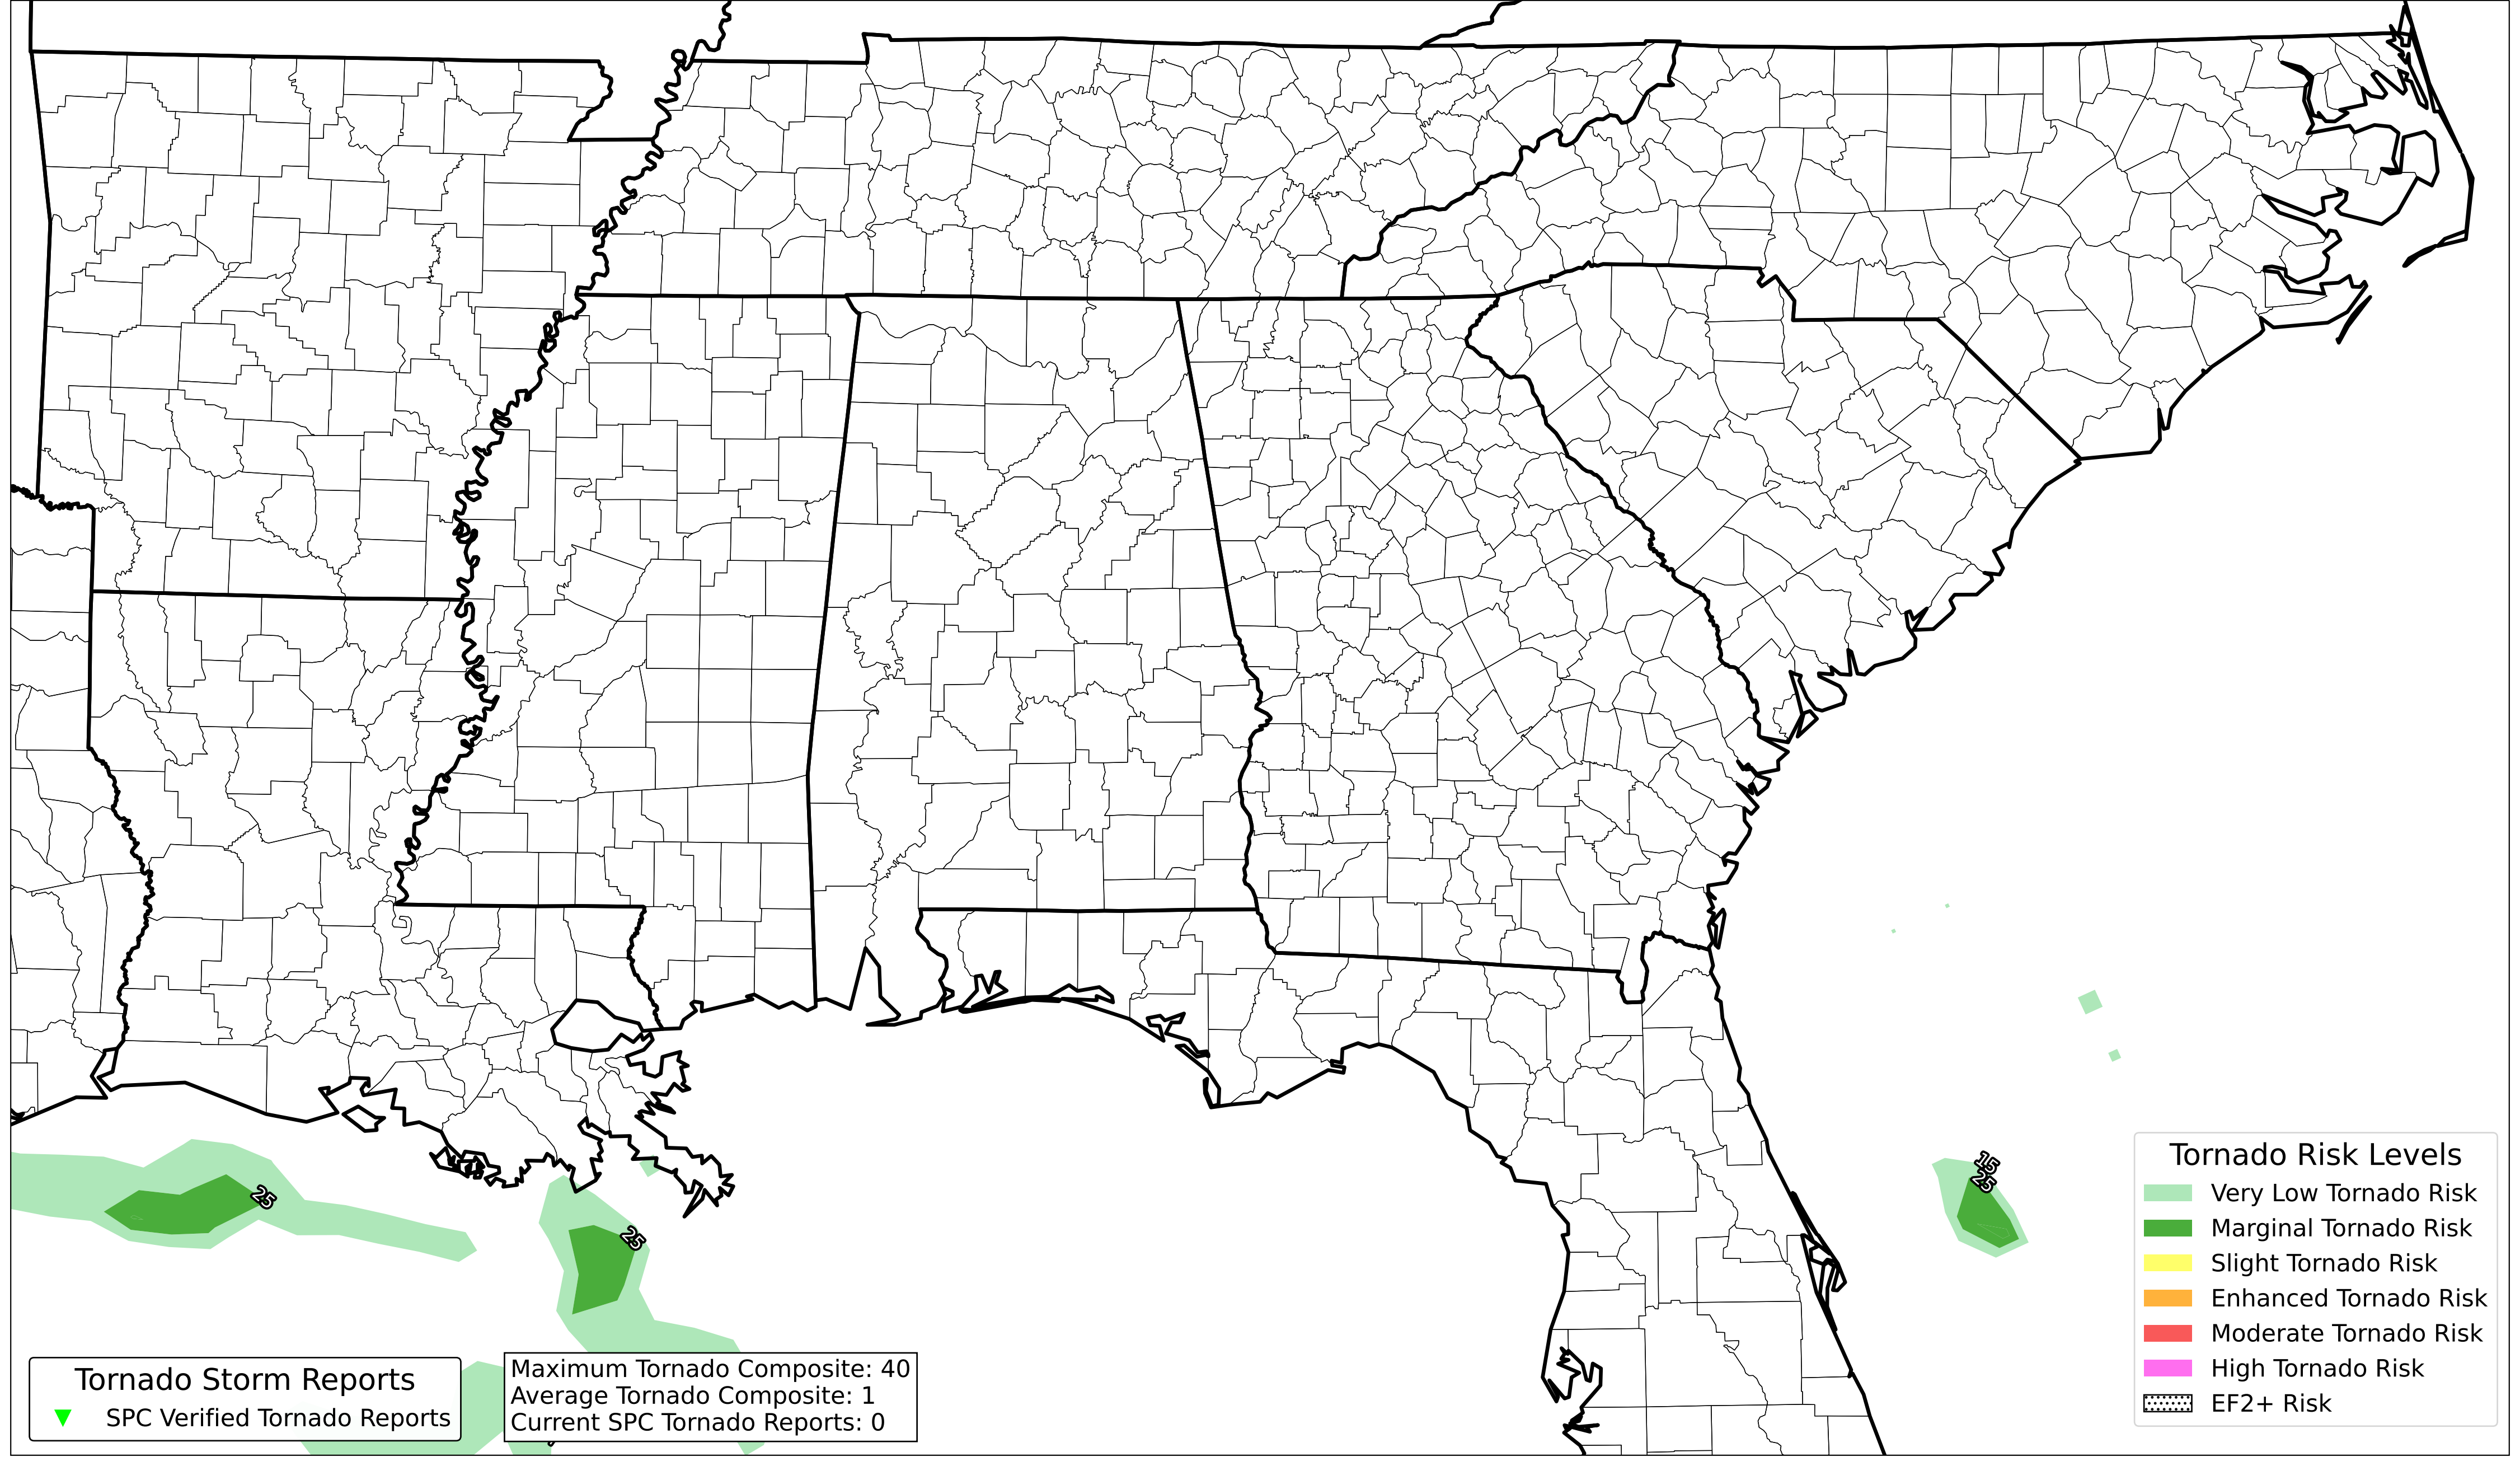 25
25
15
25
Tornado Risk Levels
Very Low Tornado Risk
Marginal Tornado Risk
Slight Tornado Risk
Enhanced Tornado Risk
Moderate Tornado Risk
High Tornado Risk
EF2+ Risk
Tornado Storm Reports
SPC Verified Tornado Reports
Maximum Tornado Composite: 40
Average Tornado Composite: 1
Current SPC Tornado Reports: 0